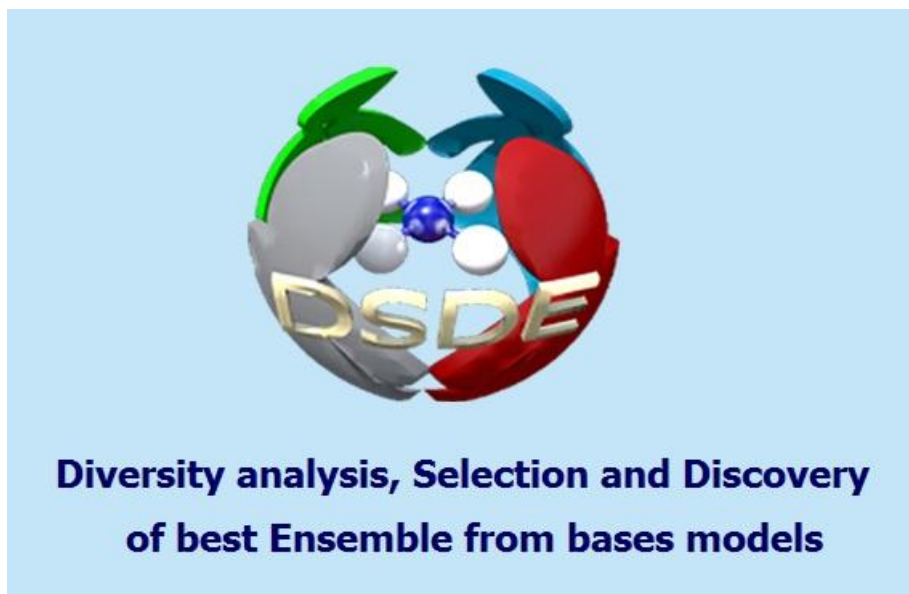 DSDE
Diversity analysis, Selection and Discovery
of best Ensemble from bases models